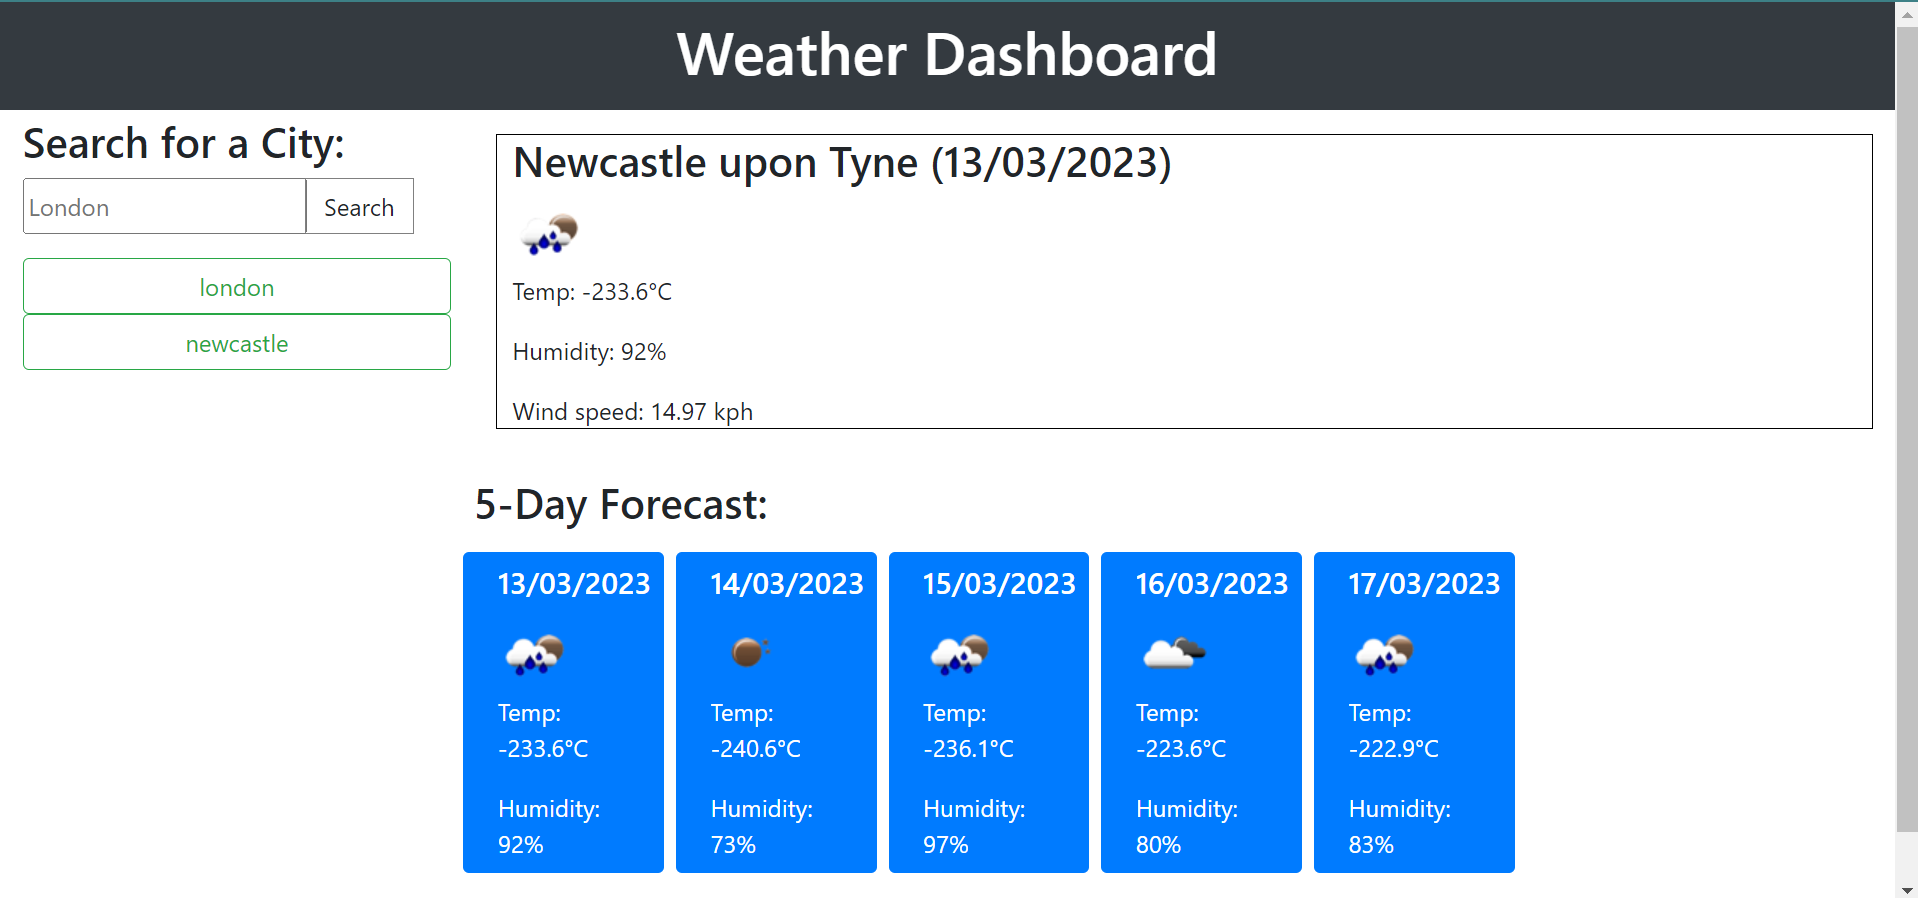 Weather Dashboard
Search for a City:
London
Search
london
newcastle
Newcastle upon Tyne (13/03/2023)
Temp: -233.6°C
Humidity: 92%
Wind speed: 14.97 kph
5-Day Forecast:
13/03/2023
Temp:
-233.6°C
Humidity:
92%
14/03/2023
Temp:
-240.6°C
Humidity:
73%
15/03/2023
Temp:
-236.1°C
Humidity:
97%
16/03/2023
Temp:
-223.6°C
Humidity:
80%
17/03/2023
Temp:
-222.9°C
Humidity:
83%